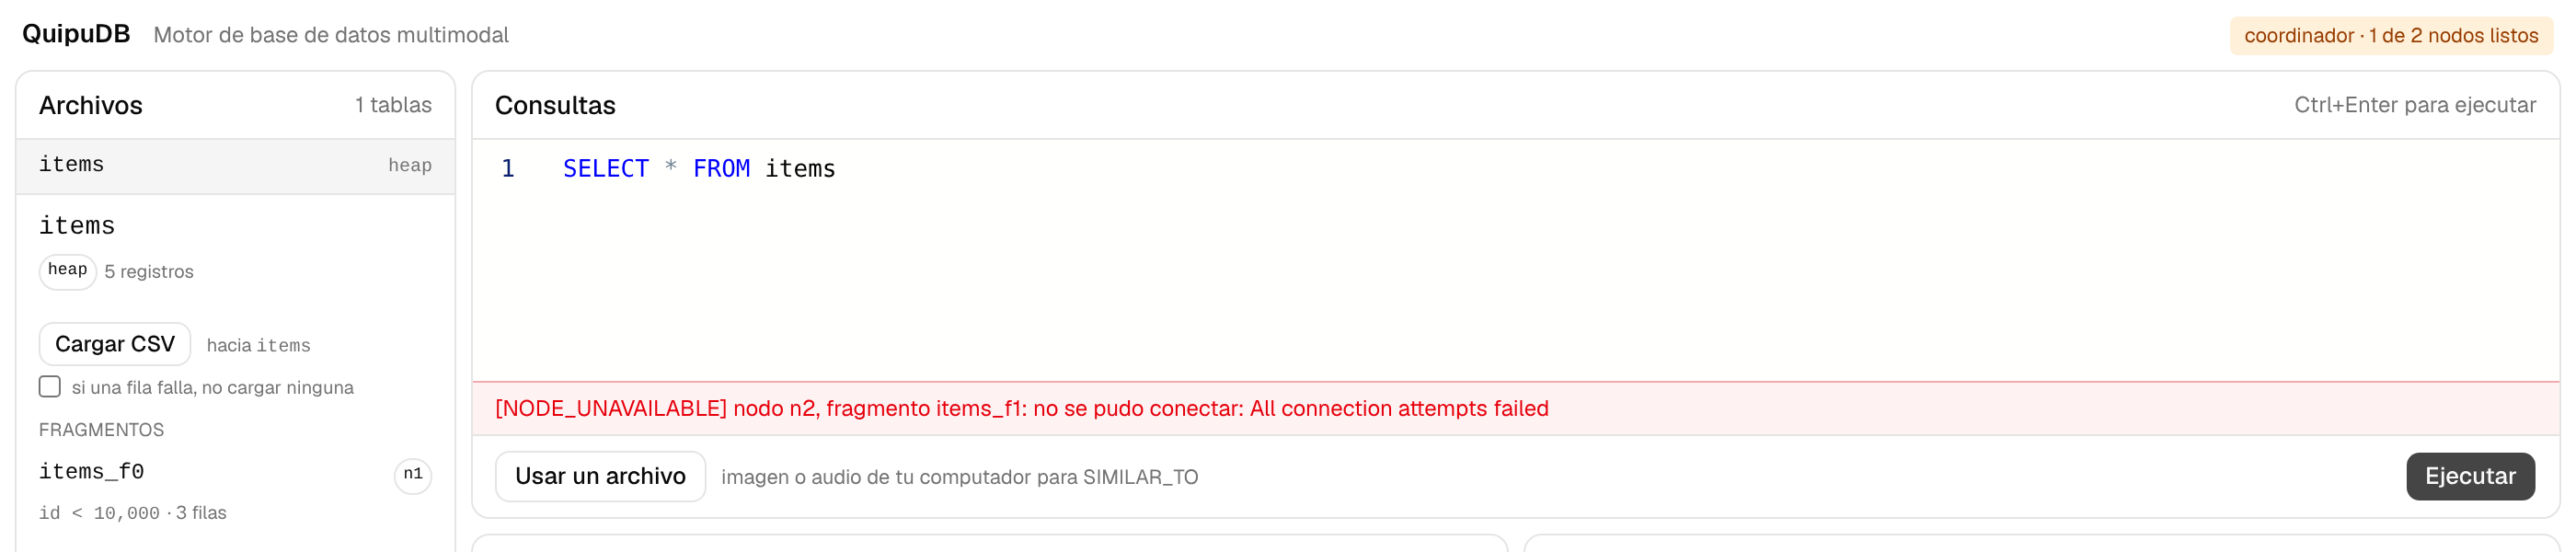 QuipuDB Motor de base de datos multimodal
coordinador · 1 de 2 nodos listos
Archivos 1 tablas
items heap
items
heap 5 registros
Cargar CSV hacia items
si una fila falla, no cargar ninguna
FRAGMENTOS
items_f0 n1
id < 10,000 · 3 filas
Consultas Ctrl+Enter para ejecutar
1 SELECT * FROM items
[NODE_UNAVAILABLE] nodo n2, fragmento items_f1: no se pudo conectar: All connection attempts failed
Usar un archivo imagen o audio de tu computador para SIMILAR_TO Ejecutar